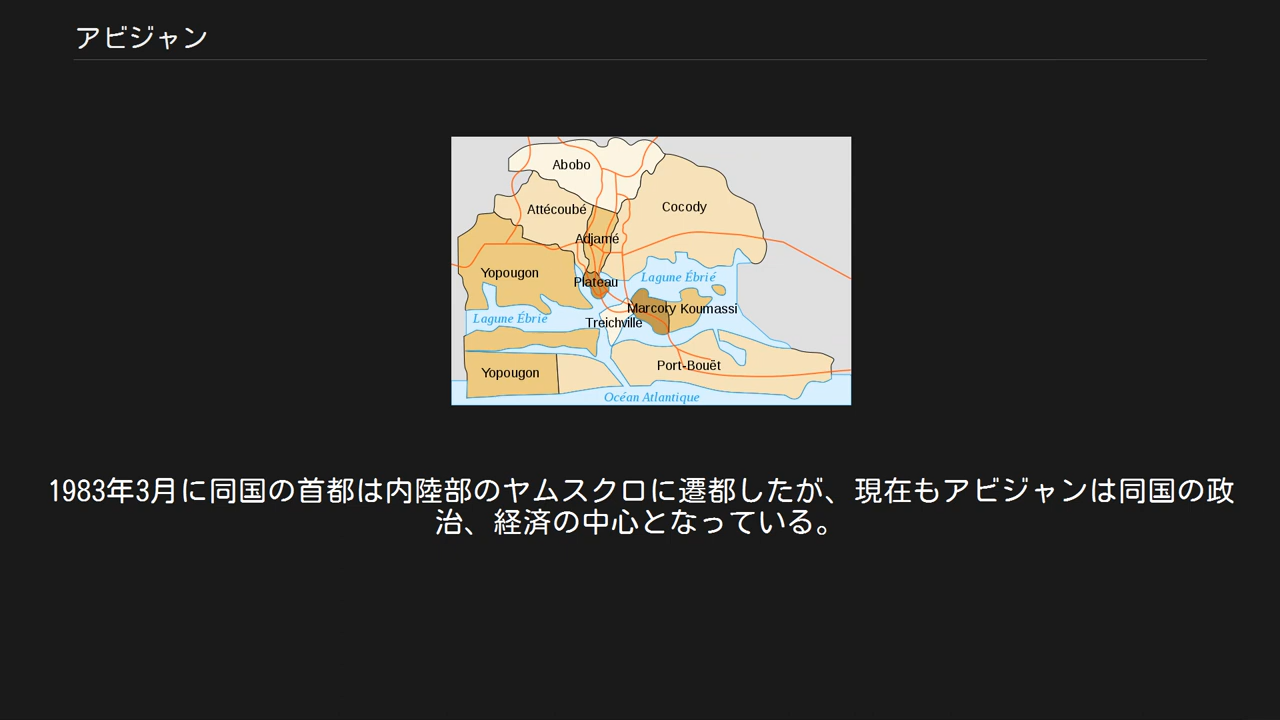 アビジャン
Abobo
Attécoubé
Cocody
Adjamé
Yopougon
Plateau
Lagune Ébrié
Marcory Koumassi
Lagune Ébrié
Treichville
Port-Bouët
Yopougon
Océan Atlantique
1983年3月に同国の首都は内陸部のヤムスクロに遷都したが、現在もアビジャンは同国の政
治、経済の中心となっている。